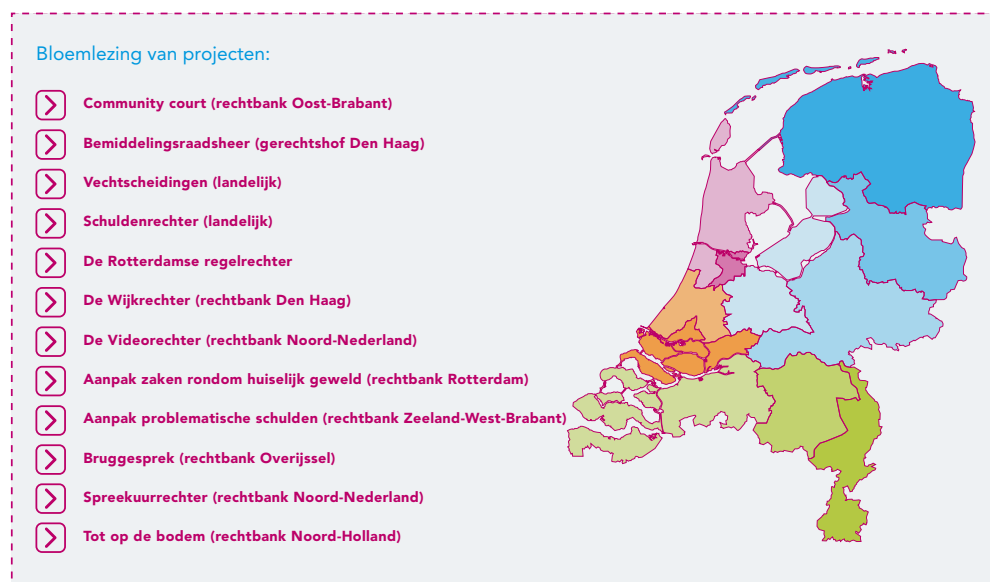 Bloemlezing van projecten:
Community court (rechtbank Oost-Brabant)
Bemiddelingsraadsheer (gerechtshof Den Haag)
Vechtscheidingen (landelijk)
Schuldenrechter (landelijk)
De Rotterdamse regelrechter
De Wijkrechter (rechtbank Den Haag)
De Videorechter (rechtbank Noord-Nederland)
Aanpak zaken rondom huiselijk geweld (rechtbank Rotterdam)
Aanpak problematische schulden (rechtbank Zeeland-West-Brabant)
Bruggesprek (rechtbank Overijssel)
Spreekuurrechter (rechtbank Noord-Nederland)
Tot op de bodem (rechtbank Noord-Holland)